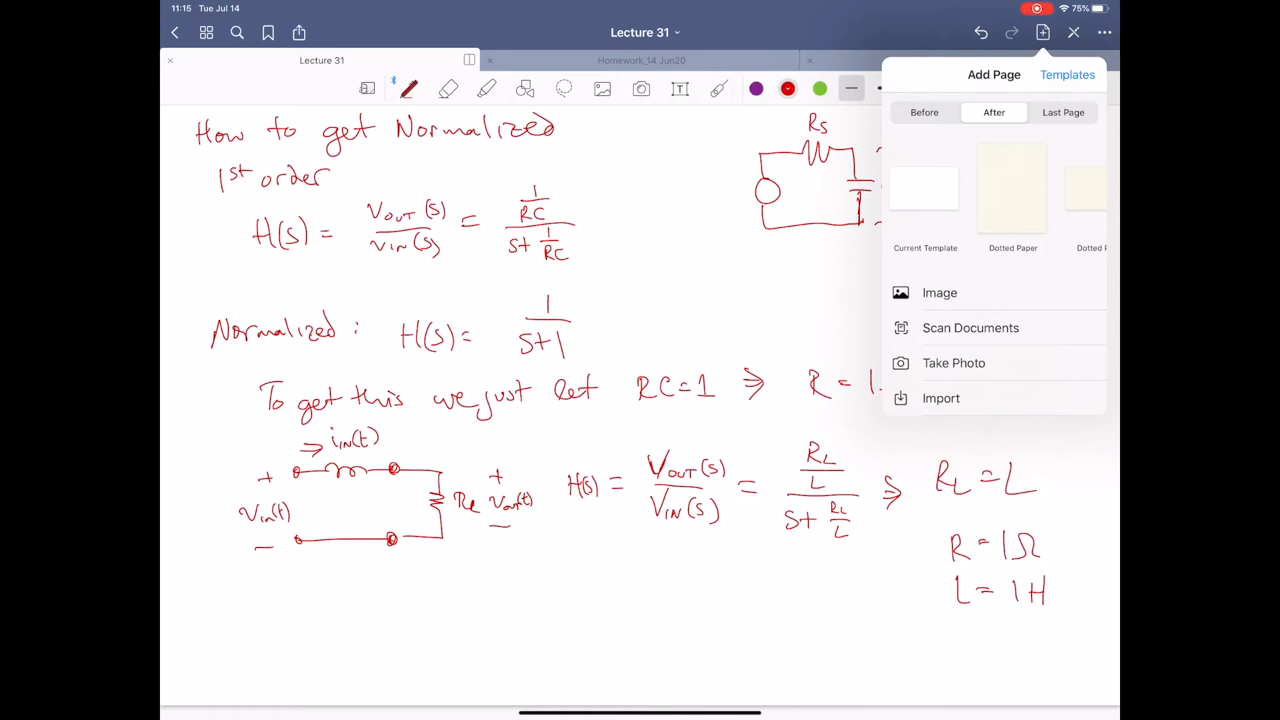 11:15 Tue Jul 14
75%
Lecture 31
Lecture 31
Homework_14 Jun20
Add Page
Templates
Before
After
Last Page
Current Template
Dotted Paper
Dotted P
Image
Scan Documents
Take Photo
Import
How to get Normalized
1st order
H(s) = Vout(s) / Vin(s) = (1/RC) / (s + 1/RC)
Rs
Normalized: H(s) = 1 / (s+1)
To get this we just let RC=1 ⇒ R = 1.
⇒ iin(t)
+ Vin(t) −
RL
+ Vout(t) −
H(s) = Vout(s) / Vin(s) = (RL/L) / (s + RL/L) ⇒ RL = L
R = 1Ω
L = 1H